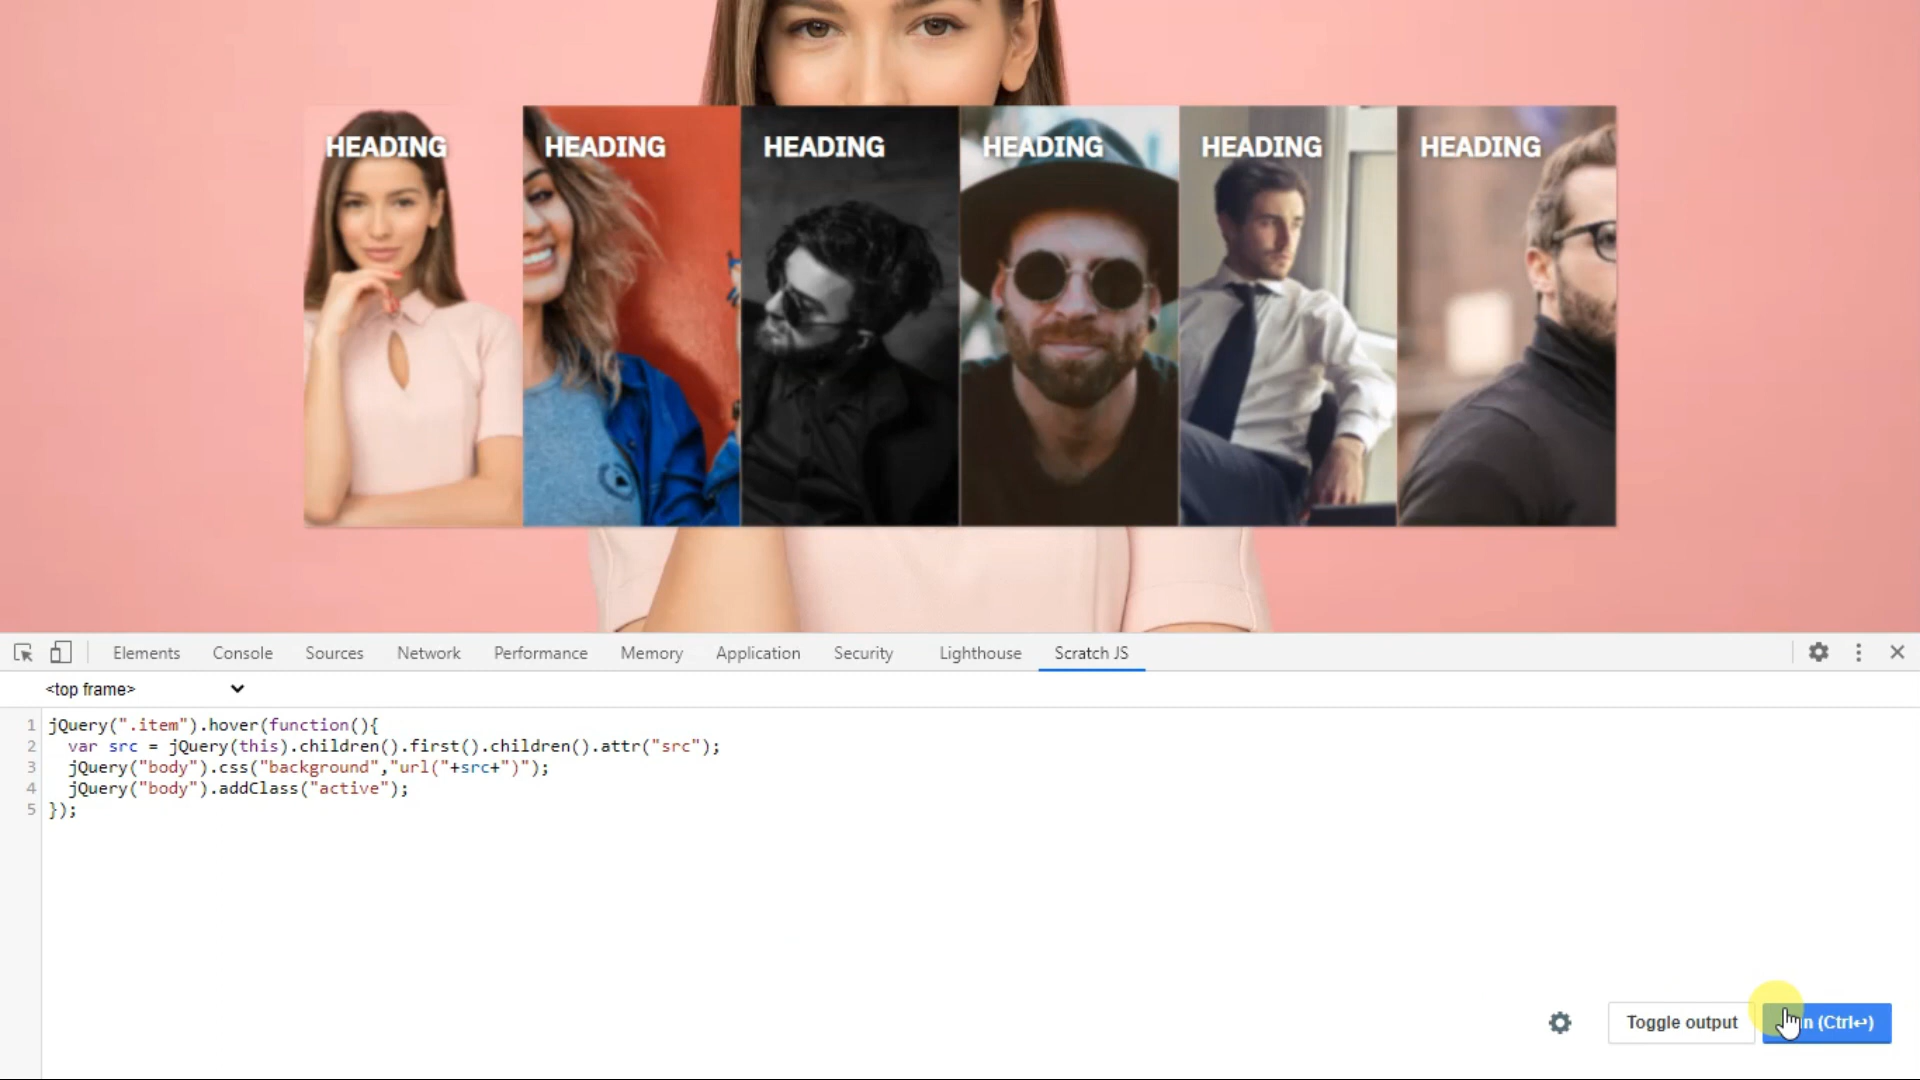 HEADING HEADING HEADING HEADING HEADING HEADING
Elements Console Sources Network Performance Memory Application Security Lighthouse Scratch JS
<top frame>
1 jQuery(".item").hover(function(){
2 var src = jQuery(this).children().first().children().attr("src");
3 jQuery("body").css("background","url("+src+")");
4 jQuery("body").addClass("active");
5 });
Toggle output (Ctrl↩)